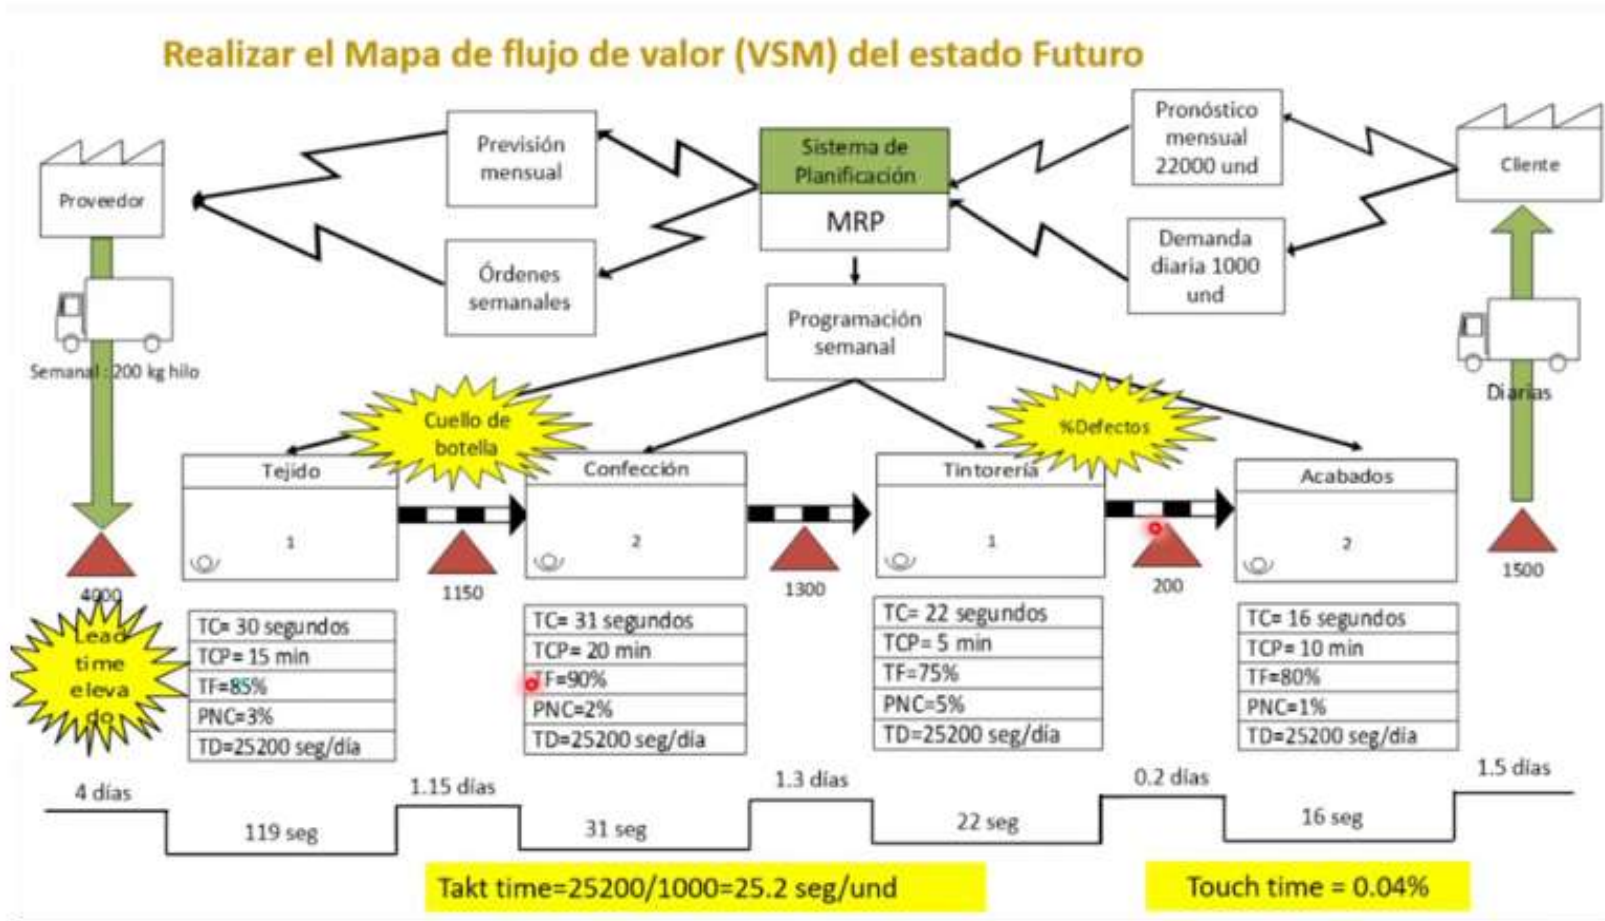 Realizar el Mapa de flujo de valor (VSM) del estado Futuro
Proveedor
Previsión
mensual
Órdenes
semanales
Sistema de
Planificación
MRP
Pronóstico
mensual
22000 und
Demanda
diaria 1000
und
Cliente
Semanal : 200 kg hilo
Programación
semanal
Diarias
Cuello de
botella
%Defectos
Tejido
1
Confección
2
Tintorería
1
Acabados
2
4000
1150
1300
200
1500
Lead
time
eleva
do
TC= 30 segundos
TCP= 15 min
TF=85%
PNC=3%
TD=25200 seg/día
TC= 31 segundos
TCP= 20 min
TF=90%
PNC=2%
TD=25200 seg/día
TC= 22 segundos
TCP= 5 min
TF=75%
PNC=5%
TD=25200 seg/día
TC= 16 segundos
TCP= 10 min
TF=80%
PNC=1%
TD=25200 seg/día
4 días
119 seg
1.15 días
31 seg
1.3 días
22 seg
0.2 días
16 seg
1.5 días
Takt time=25200/1000=25.2 seg/und
Touch time = 0.04%